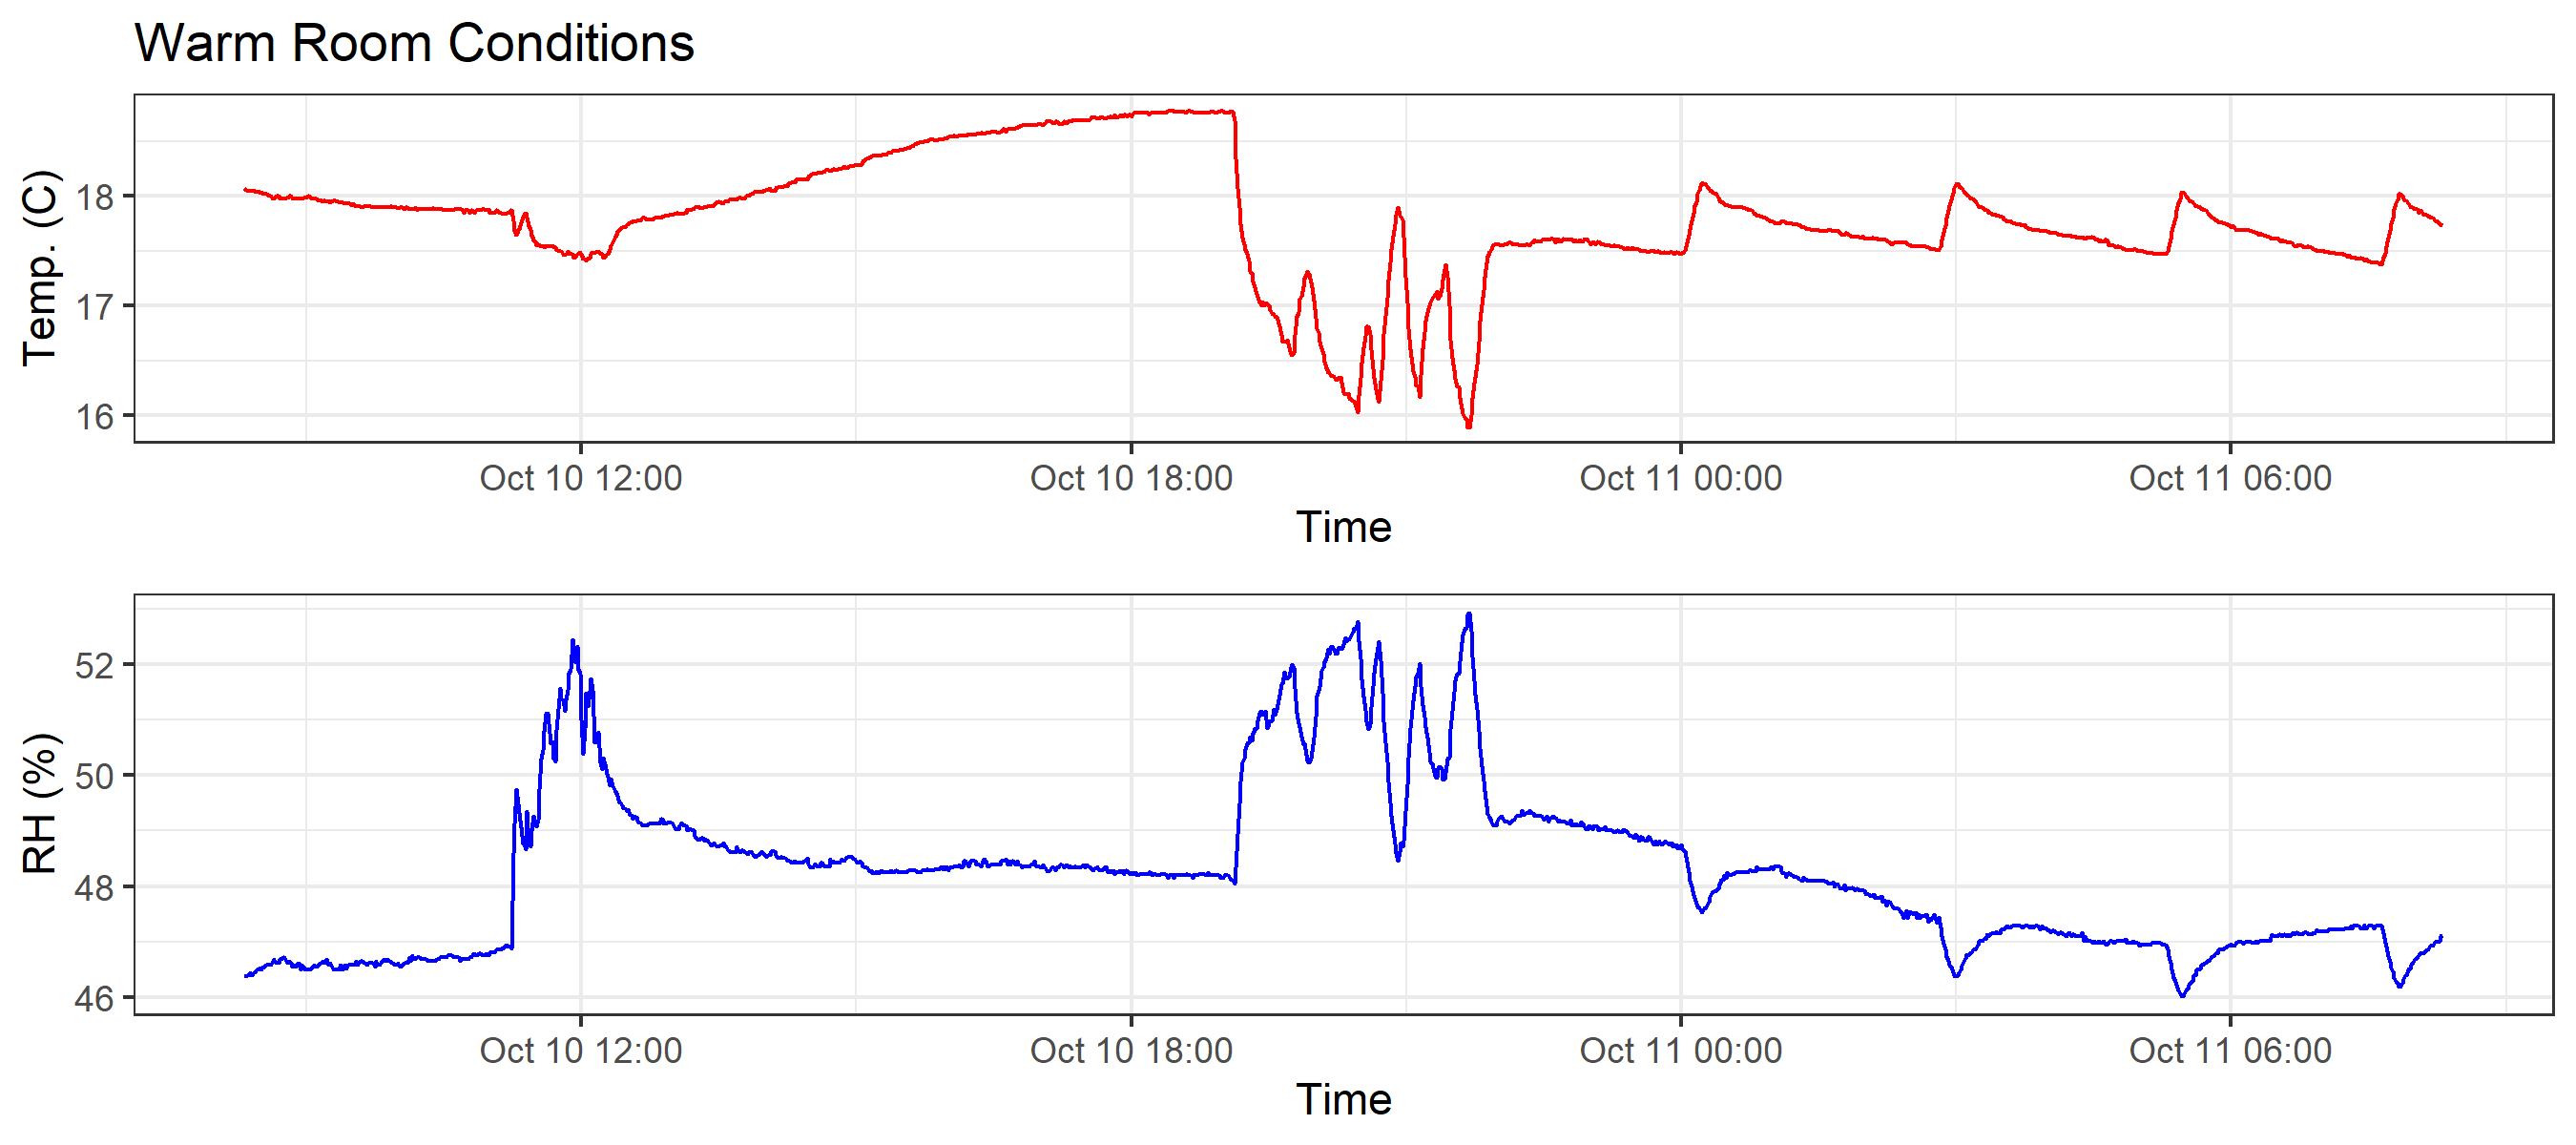 Warm Room Conditions
Temp. (C)
18
17
16
Oct 10 12:00 Oct 10 18:00 Oct 11 00:00 Oct 11 06:00
Time
RH (%)
52
50
48
46
Oct 10 12:00 Oct 10 18:00 Oct 11 00:00 Oct 11 06:00
Time